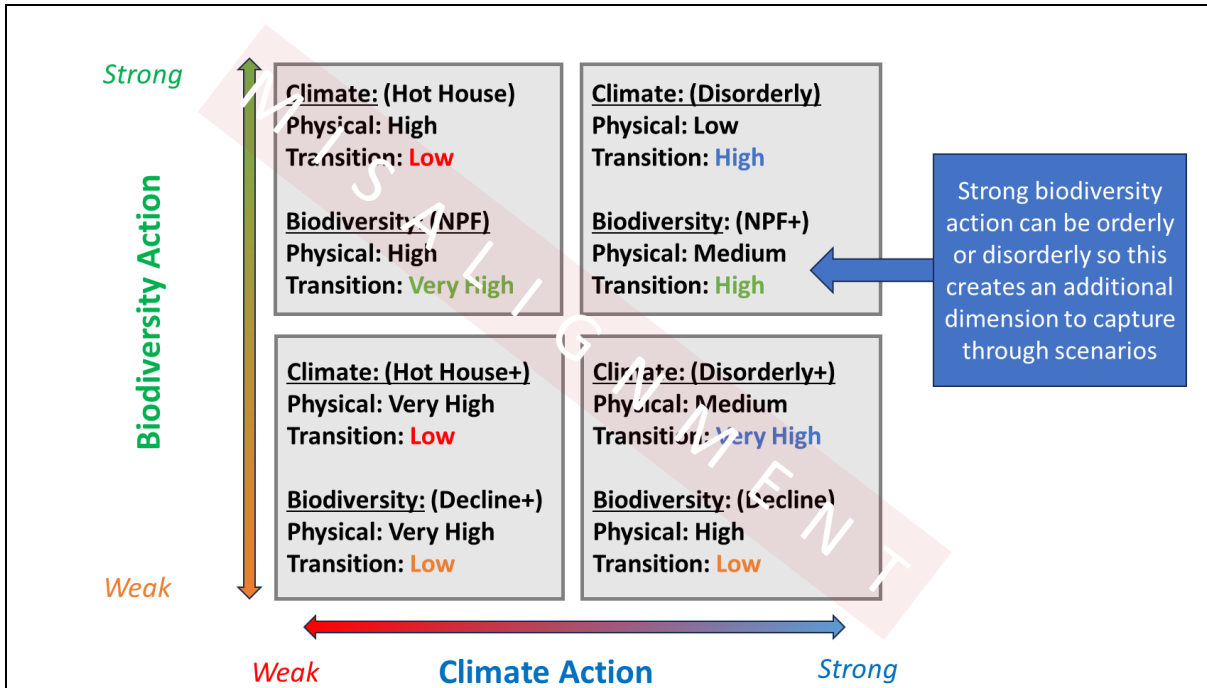 Strong
Biodiversity Action
Weak
Climate: (Hot House)
Physical: High
Transition: Low
Biodiversity: (NPF)
Physical: High
Transition: Very High
Climate: (Disorderly)
Physical: Low
Transition: High
Biodiversity: (NPF+)
Physical: Medium
Transition: High
Strong biodiversity
action can be orderly
or disorderly so this
creates an additional
dimension to capture
through scenarios
Climate: (Hot House+)
Physical: Very High
Transition: Low
Biodiversity: (Decline+)
Physical: Very High
Transition: Low
Climate: (Disorderly+)
Physical: Medium
Transition: Very High
Biodiversity: (Decline)
Physical: High
Transition: Low
MISALIGNMENT
Weak
Climate Action
Strong